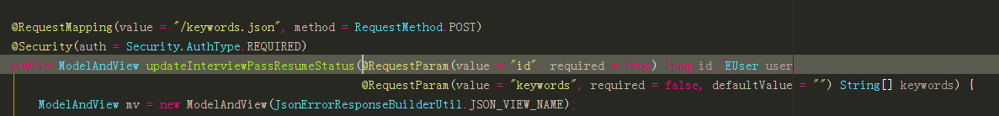 @RequestMapping(value = "/keywords.json", method = RequestMethod.POST)
@Security(auth = Security.AuthType.REQUIRED)
public ModelAndView updateInterviewPassResumeStatus(@RequestParam(value = "id", required = true) long id, EUser user,
@RequestParam(value = "keywords", required = false, defaultValue = "") String[] keywords) {
ModelAndView mv = new ModelAndView(JsonErrorResponseBuilderUtil.JSON_VIEW_NAME);